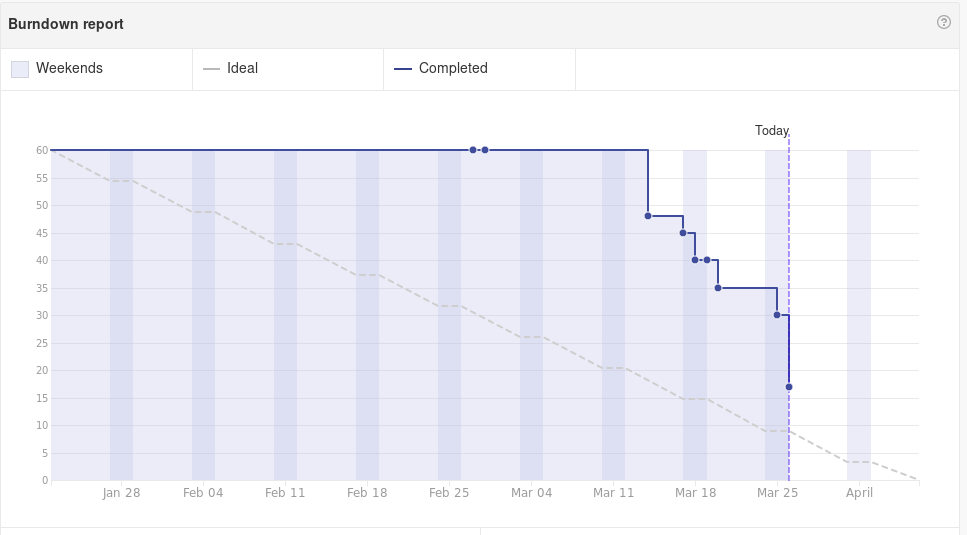 Burndown report
Weekends
Ideal
Completed
Today
60
55
50
45
40
35
30
25
20
15
10
5
0
Jan 28 Feb 04 Feb 11 Feb 18 Feb 25 Mar 04 Mar 11 Mar 18 Mar 25 April